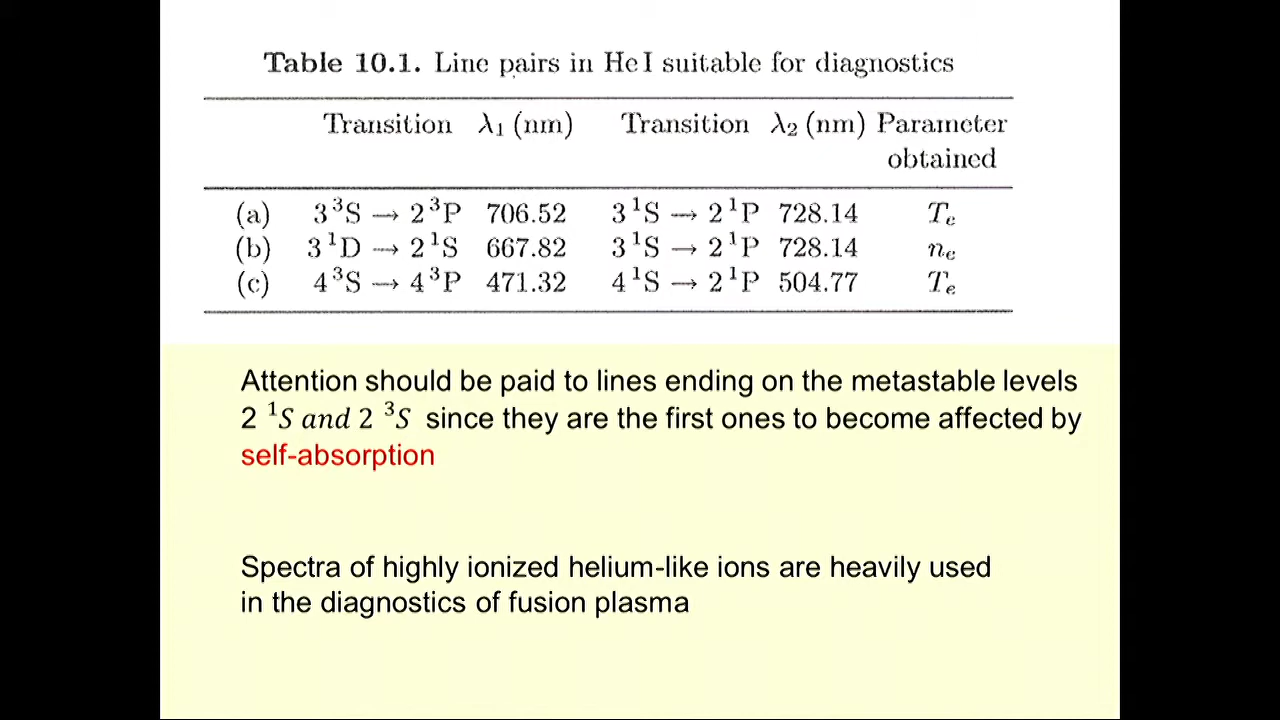 Table 10.1. Line pairs in He I suitable for diagnostics
Transition λ₁ (nm) Transition λ₂ (nm) Parameter
obtained
(a) 3 ³S → 2 ³P 706.52 3 ¹S → 2 ¹P 728.14 Tₑ
(b) 3 ¹D → 2 ¹S 667.82 3 ¹S → 2 ¹P 728.14 nₑ
(c) 4 ³S → 4 ³P 471.32 4 ¹S → 2 ¹P 504.77 Tₑ
Attention should be paid to lines ending on the metastable levels
2 ¹S and 2 ³S since they are the first ones to become affected by
self-absorption
Spectra of highly ionized helium-like ions are heavily used
in the diagnostics of fusion plasma